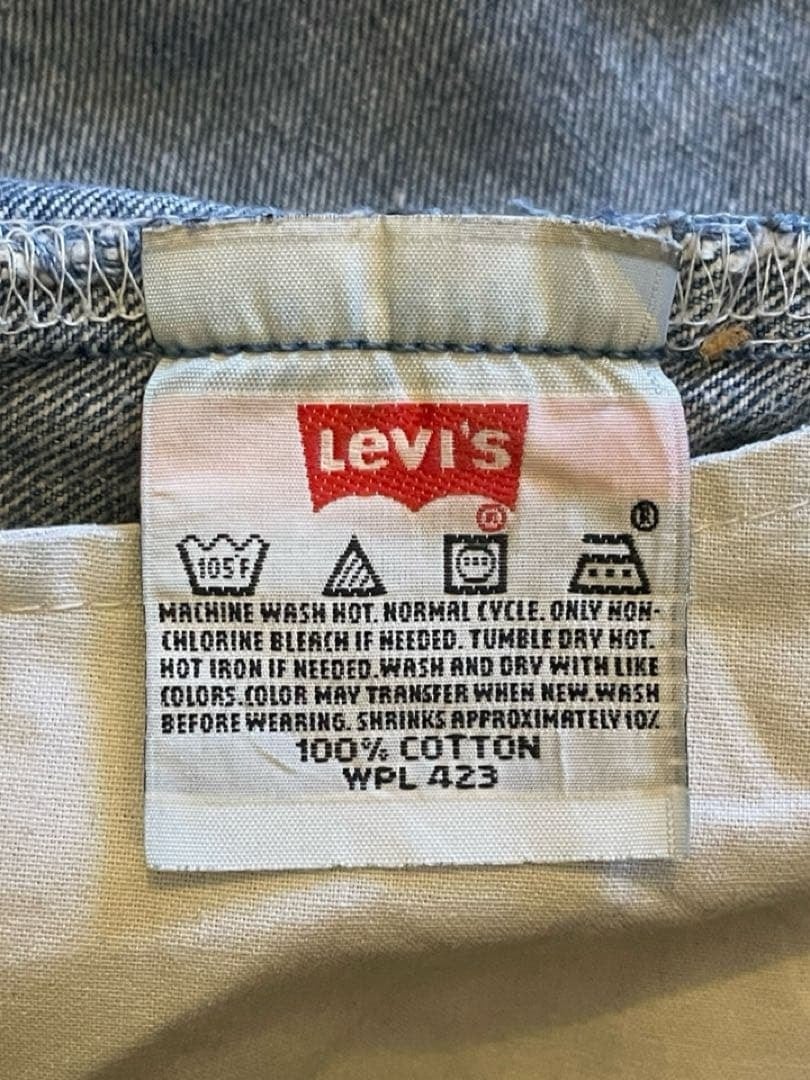 LEVI'S
®
®
105°F
MACHINE WASH HOT. NORMAL CYCLE. ONLY NON-
CHLORINE BLEACH IF NEEDED. TUMBLE DRY HOT.
HOT IRON IF NEEDED.WASH AND DRY WITH LIKE
COLORS.COLOR MAY TRANSFER WHEN NEW.WASH
BEFORE WEARING. SHRINKS APPROXIMATELY 10%
100% COTTON
WPL 423